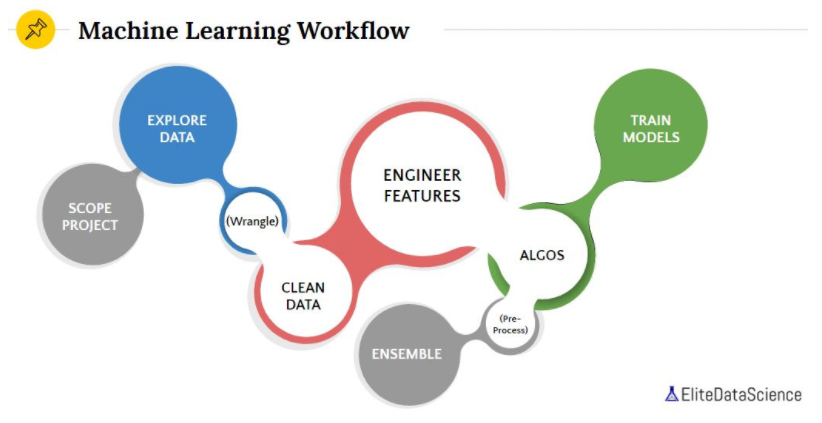 Machine Learning Workflow
EXPLORE
DATA
SCOPE
PROJECT
(Wrangle)
CLEAN
DATA
ENGINEER
FEATURES
ALGOS
TRAIN
MODELS
(Pre-
Process)
ENSEMBLE
EliteDataScience